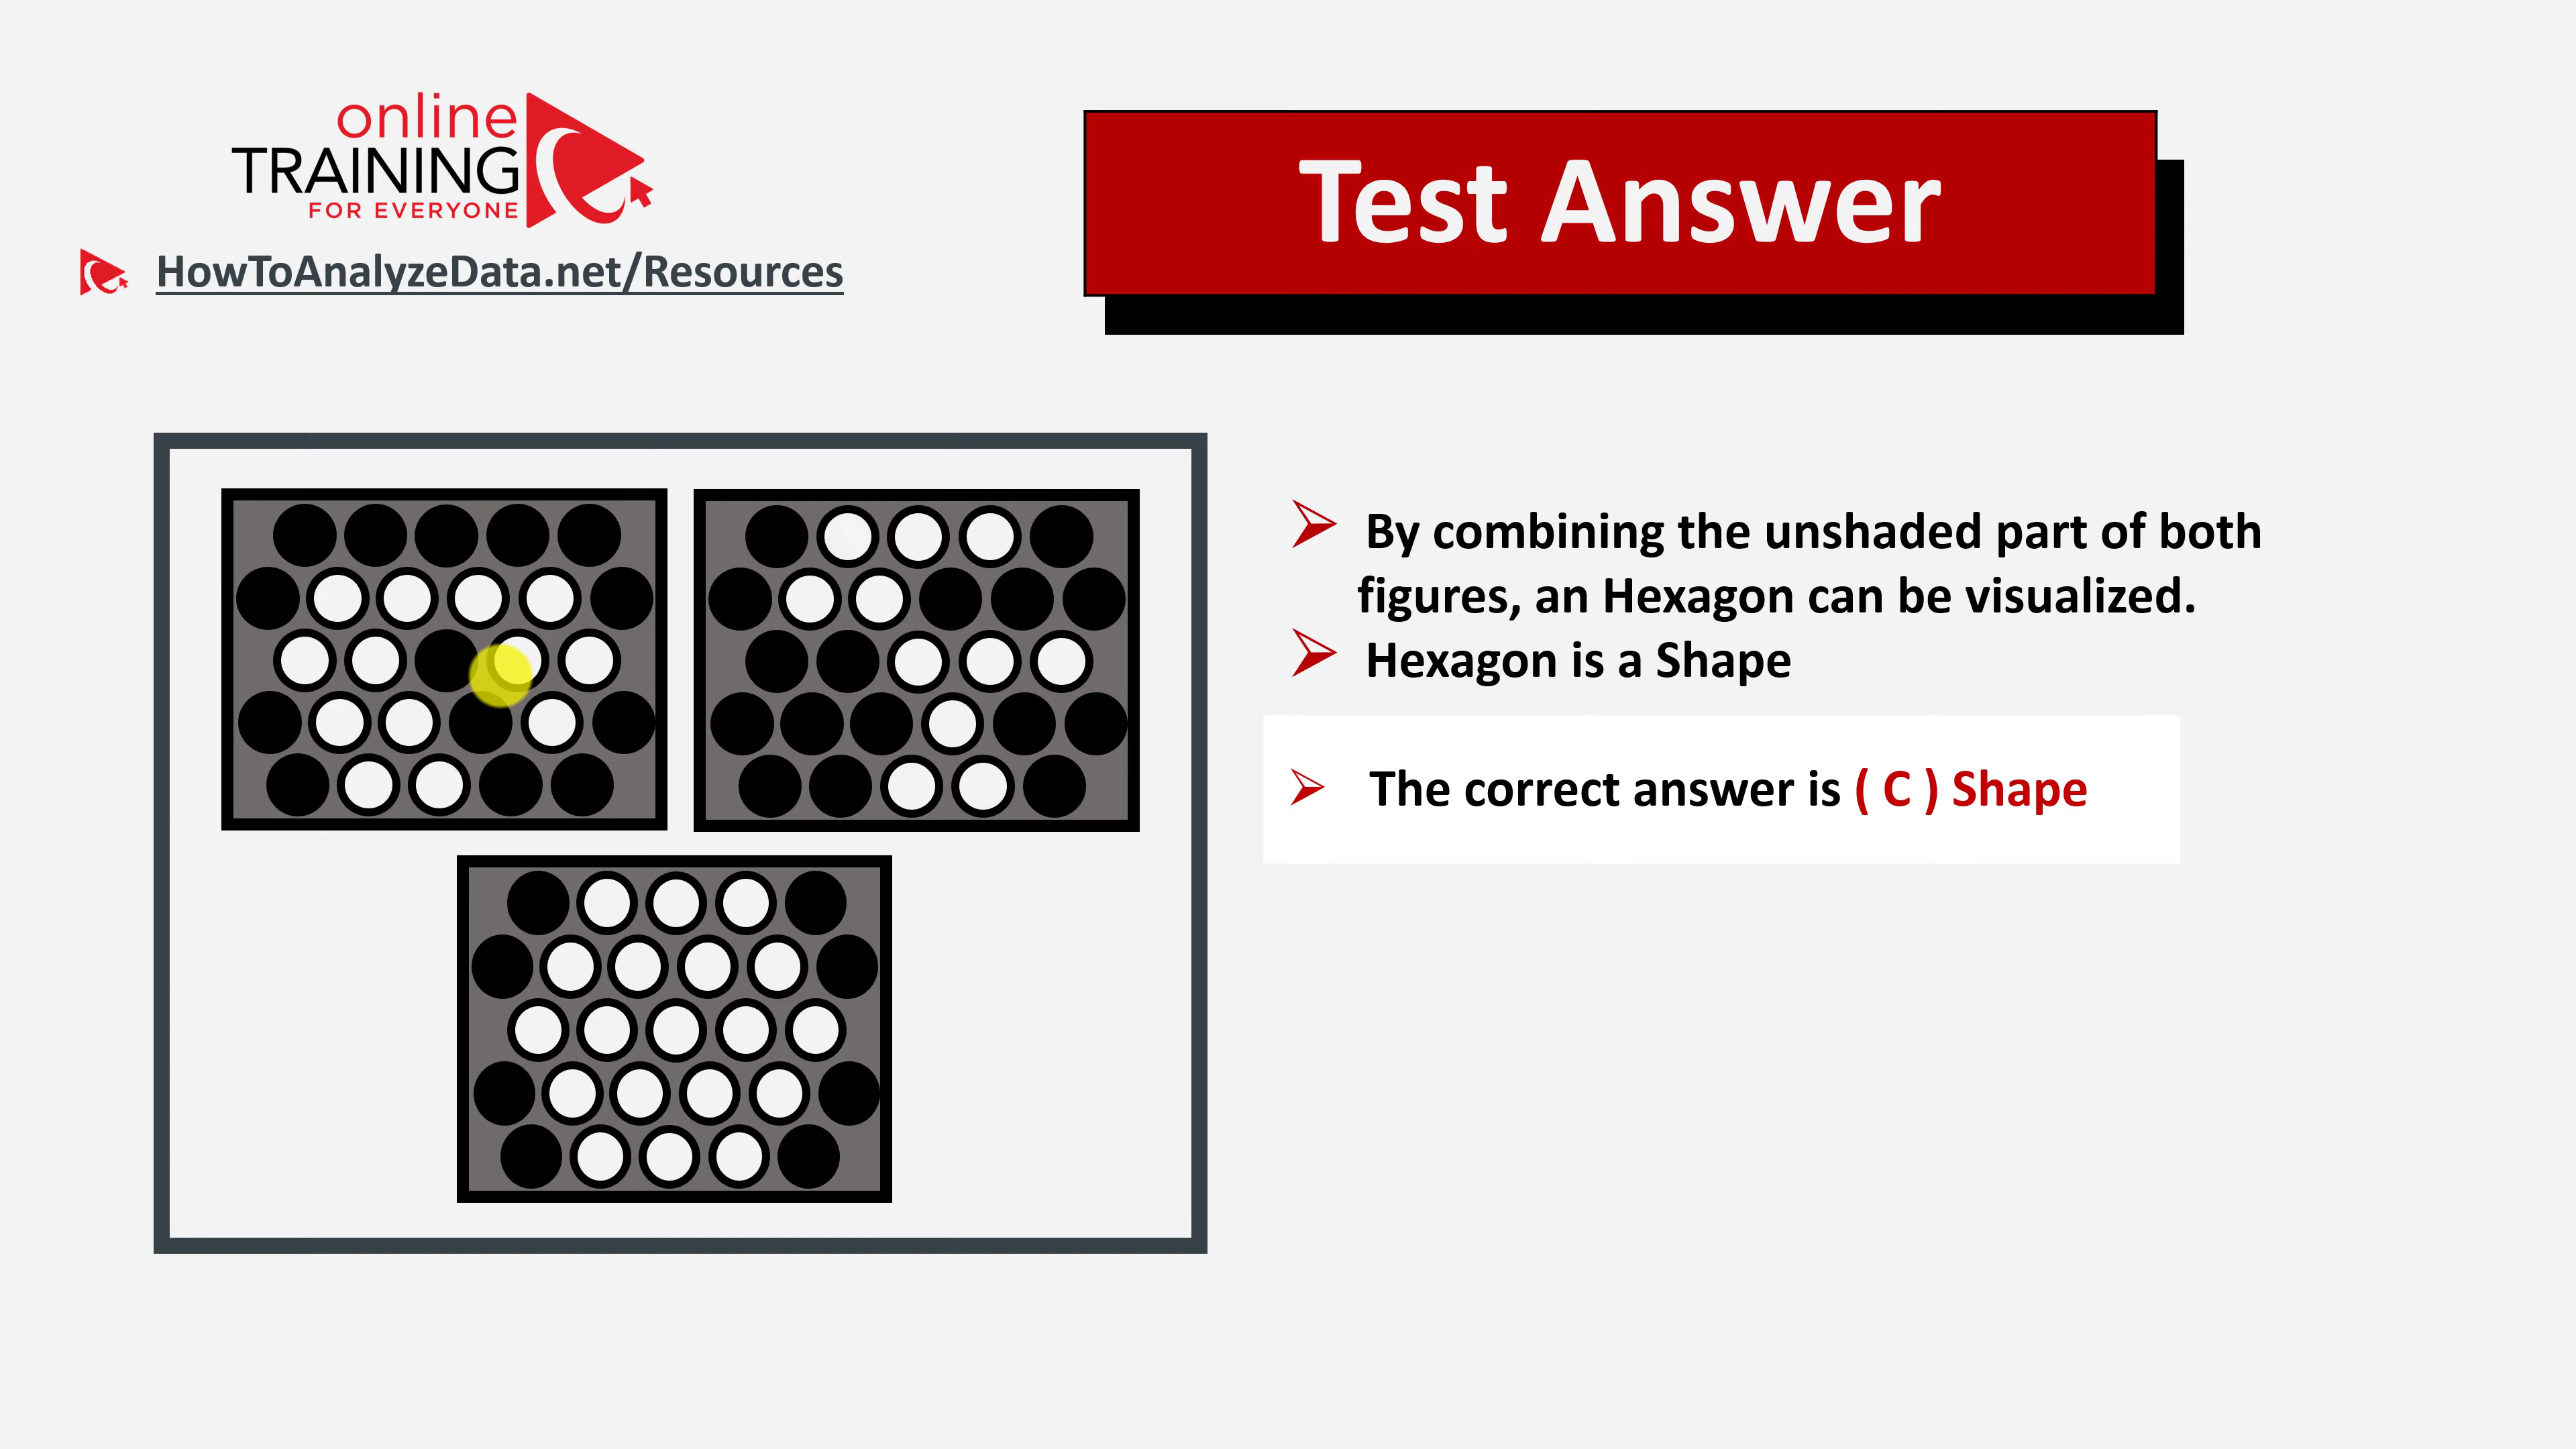 online
TRAINING
FOR EVERYONE
HowToAnalyzeData.net/Resources
Test Answer
By combining the unshaded part of both
figures, an Hexagon can be visualized.
Hexagon is a Shape
The correct answer is ( C ) Shape